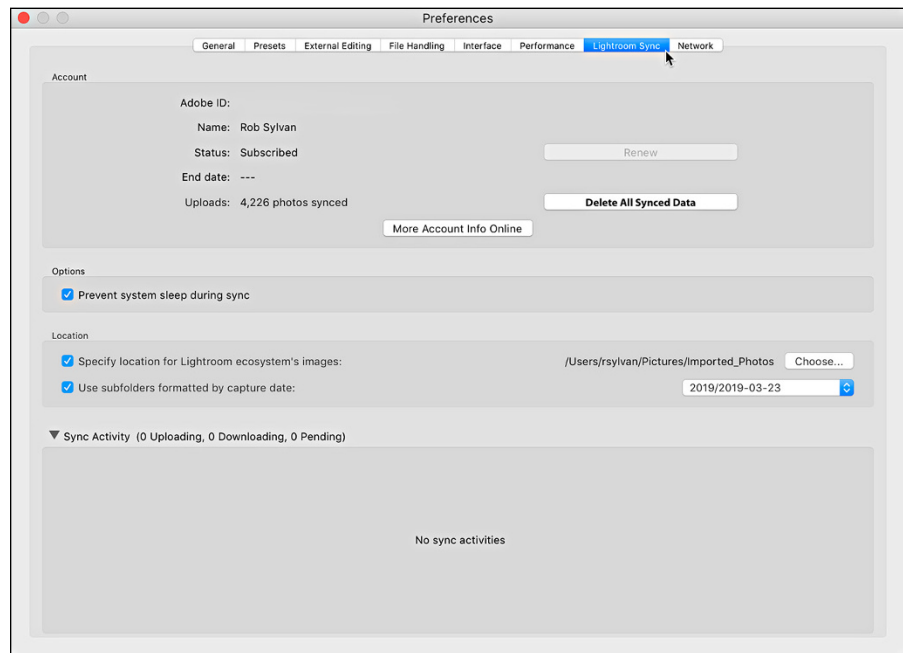 Preferences
General Presets External Editing File Handling Interface Performance Lightroom Sync Network
Account
Adobe ID:
Name: Rob Sylvan
Status: Subscribed Renew
End date: ---
Uploads: 4,226 photos synced Delete All Synced Data
More Account Info Online
Options
Prevent system sleep during sync
Location
Specify location for Lightroom ecosystem's images: /Users/rsylvan/Pictures/Imported_Photos Choose...
Use subfolders formatted by capture date: 2019/2019-03-23
Sync Activity (0 Uploading, 0 Downloading, 0 Pending)
No sync activities